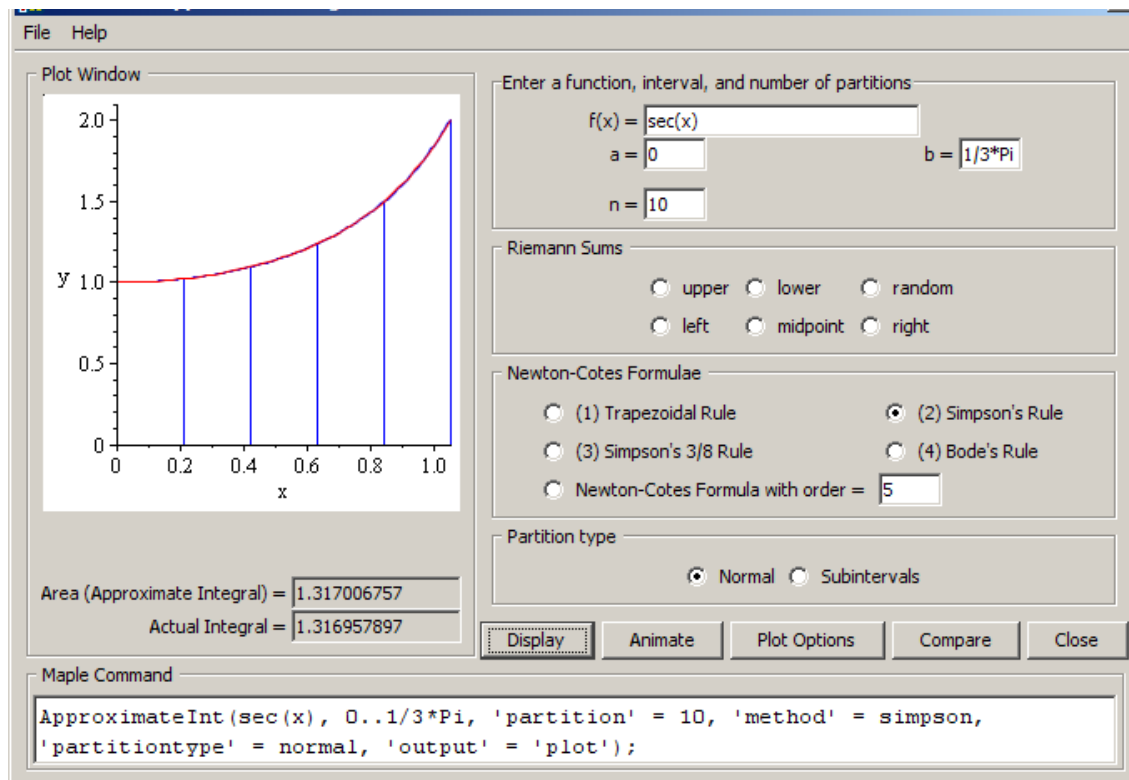 File Help
Plot Window
2.0
1.5
y 1.0
0.5
0
0 0.2 0.4 0.6 0.8 1.0
x
Area (Approximate Integral) = 1.317006757
Actual Integral = 1.316957897
Enter a function, interval, and number of partitions
f(x) = sec(x)
a = 0 b = 1/3*Pi
n = 10
Riemann Sums
upper lower random
left midpoint right
Newton-Cotes Formulae
(1) Trapezoidal Rule (2) Simpson's Rule
(3) Simpson's 3/8 Rule (4) Bode's Rule
Newton-Cotes Formula with order = 5
Partition type
Normal Subintervals
Display Animate Plot Options Compare Close
Maple Command
ApproximateInt(sec(x), 0..1/3*Pi, 'partition' = 10, 'method' = simpson,
'partitiontype' = normal, 'output' = 'plot');